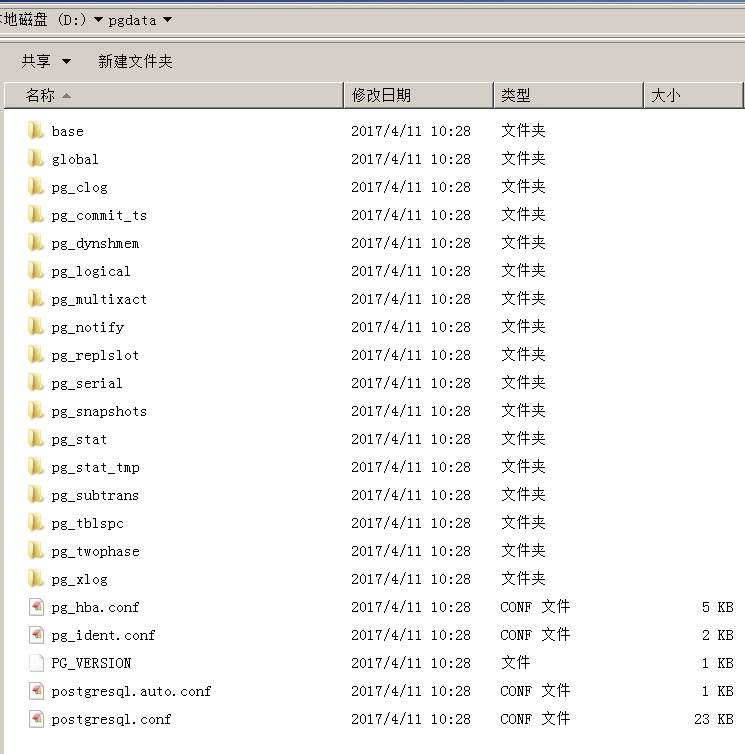 本地磁盘 (D:) pgdata
共享 新建文件夹
名称 修改日期 类型 大小
base 2017/4/11 10:28 文件夹
global 2017/4/11 10:28 文件夹
pg_clog 2017/4/11 10:28 文件夹
pg_commit_ts 2017/4/11 10:28 文件夹
pg_dynshmem 2017/4/11 10:28 文件夹
pg_logical 2017/4/11 10:28 文件夹
pg_multixact 2017/4/11 10:28 文件夹
pg_notify 2017/4/11 10:28 文件夹
pg_replslot 2017/4/11 10:28 文件夹
pg_serial 2017/4/11 10:28 文件夹
pg_snapshots 2017/4/11 10:28 文件夹
pg_stat 2017/4/11 10:28 文件夹
pg_stat_tmp 2017/4/11 10:28 文件夹
pg_subtrans 2017/4/11 10:28 文件夹
pg_tblspc 2017/4/11 10:28 文件夹
pg_twophase 2017/4/11 10:28 文件夹
pg_xlog 2017/4/11 10:28 文件夹
pg_hba.conf 2017/4/11 10:28 CONF 文件 5 KB
pg_ident.conf 2017/4/11 10:28 CONF 文件 2 KB
PG_VERSION 2017/4/11 10:28 文件 1 KB
postgresql.auto.conf 2017/4/11 10:28 CONF 文件 1 KB
postgresql.conf 2017/4/11 10:28 CONF 文件 23 KB